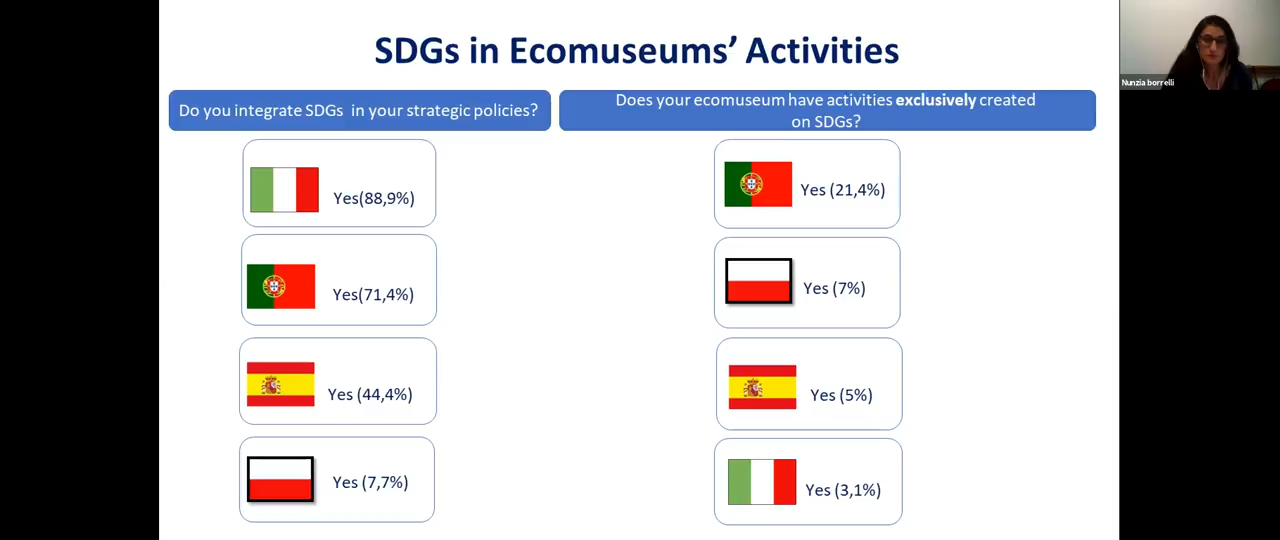 SDGs in Ecomuseums’ Activities
Nunzia borrelli
Do you integrate SDGs in your strategic policies?
Does your ecomuseum have activities exclusively created
on SDGs?
Yes(88,9%)
Yes(71,4%)
Yes (44,4%)
Yes (7,7%)
Yes (21,4%)
Yes (7%)
Yes (5%)
Yes (3,1%)